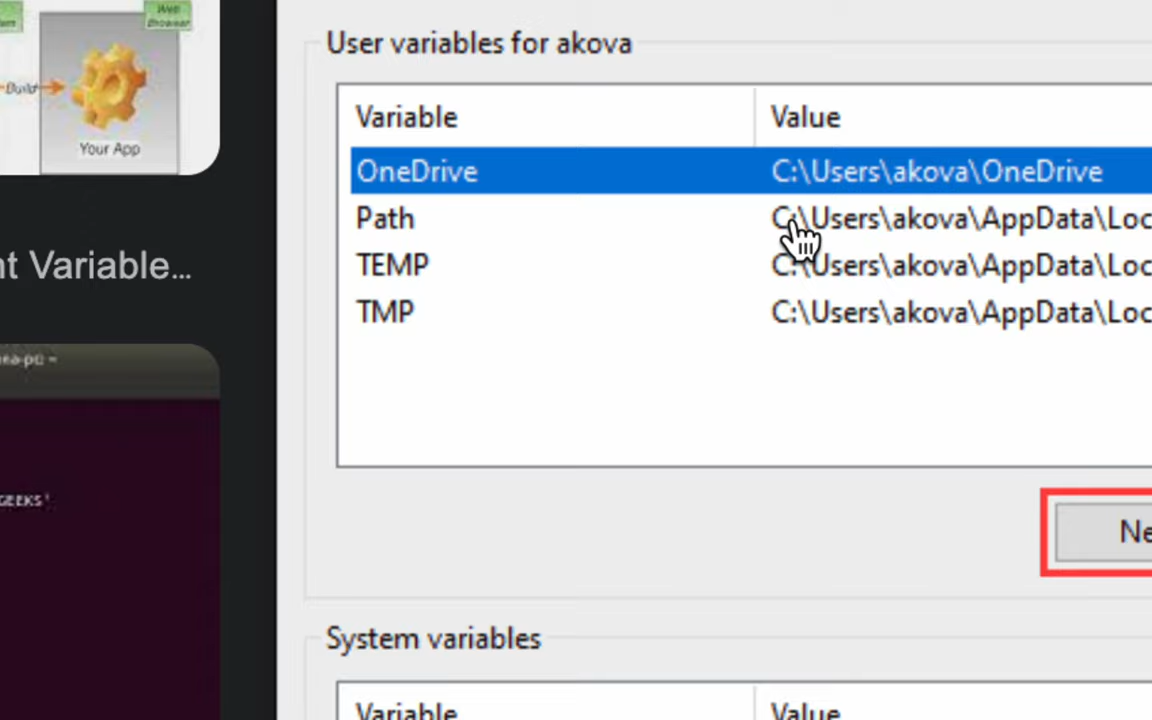 Web
Browser
Build
Your App
nt Variable...
GEEKS'
User variables for akova
Variable Value
OneDrive C:\Users\akova\OneDrive
Path C:\Users\akova\AppData\Loc
TEMP C:\Users\akova\AppData\Loc
TMP C:\Users\akova\AppData\Loc
Ne
System variables
Variable Value